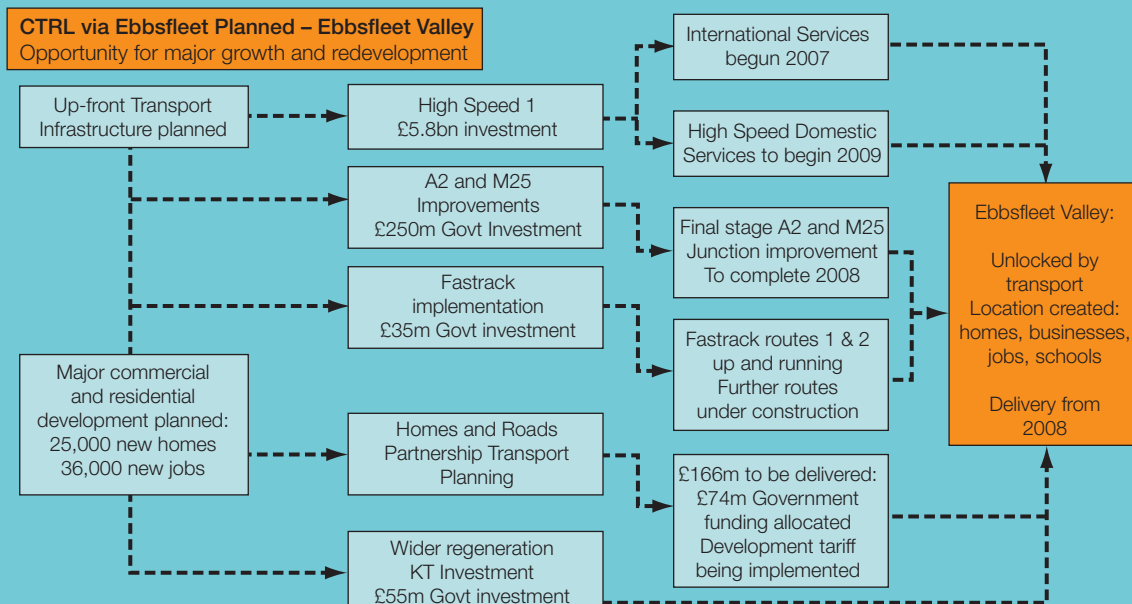 CTRL via Ebbsfleet Planned – Ebbsfleet Valley
Opportunity for major growth and redevelopment
Up-front Transport
Infrastructure planned
High Speed 1
£5.8bn investment
International Services
begun 2007
High Speed Domestic
Services to begin 2009
A2 and M25
Improvements
£250m Govt Investment
Final stage A2 and M25
Junction improvement
To complete 2008
Fastrack
implementation
£35m Govt investment
Fastrack routes 1 & 2
up and running
Further routes
under construction
Major commercial
and residential
development planned:
25,000 new homes
36,000 new jobs
Homes and Roads
Partnership Transport
Planning
£166m to be delivered:
£74m Government
funding allocated
Development tariff
being implemented
Wider regeneration
KT Investment
£55m Govt investment
Ebbsfleet Valley:
Unlocked by
transport
Location created:
homes, businesses,
jobs, schools
Delivery from
2008